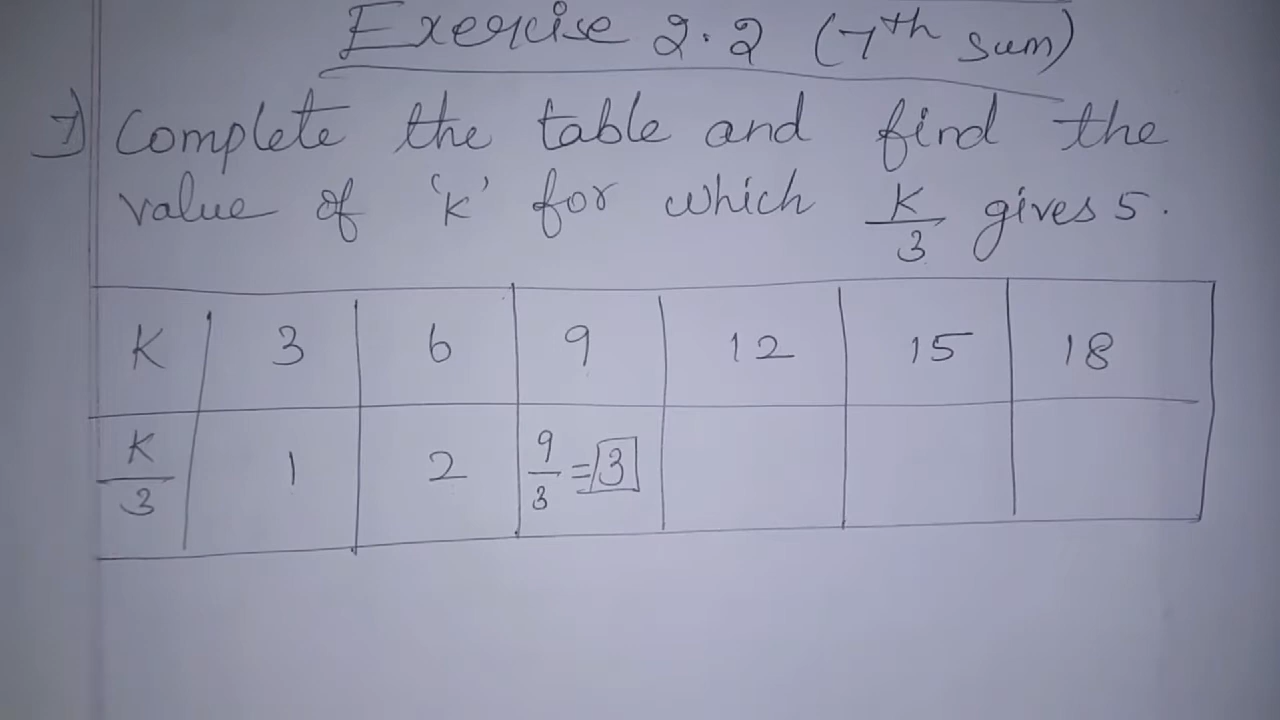 Exercise 2.2 (7th sum)
7) Complete the table and find the
value of 'k' for which K/3 gives 5.
K 3 6 9 12 15 18
K/3 1 2 9/3 = 3